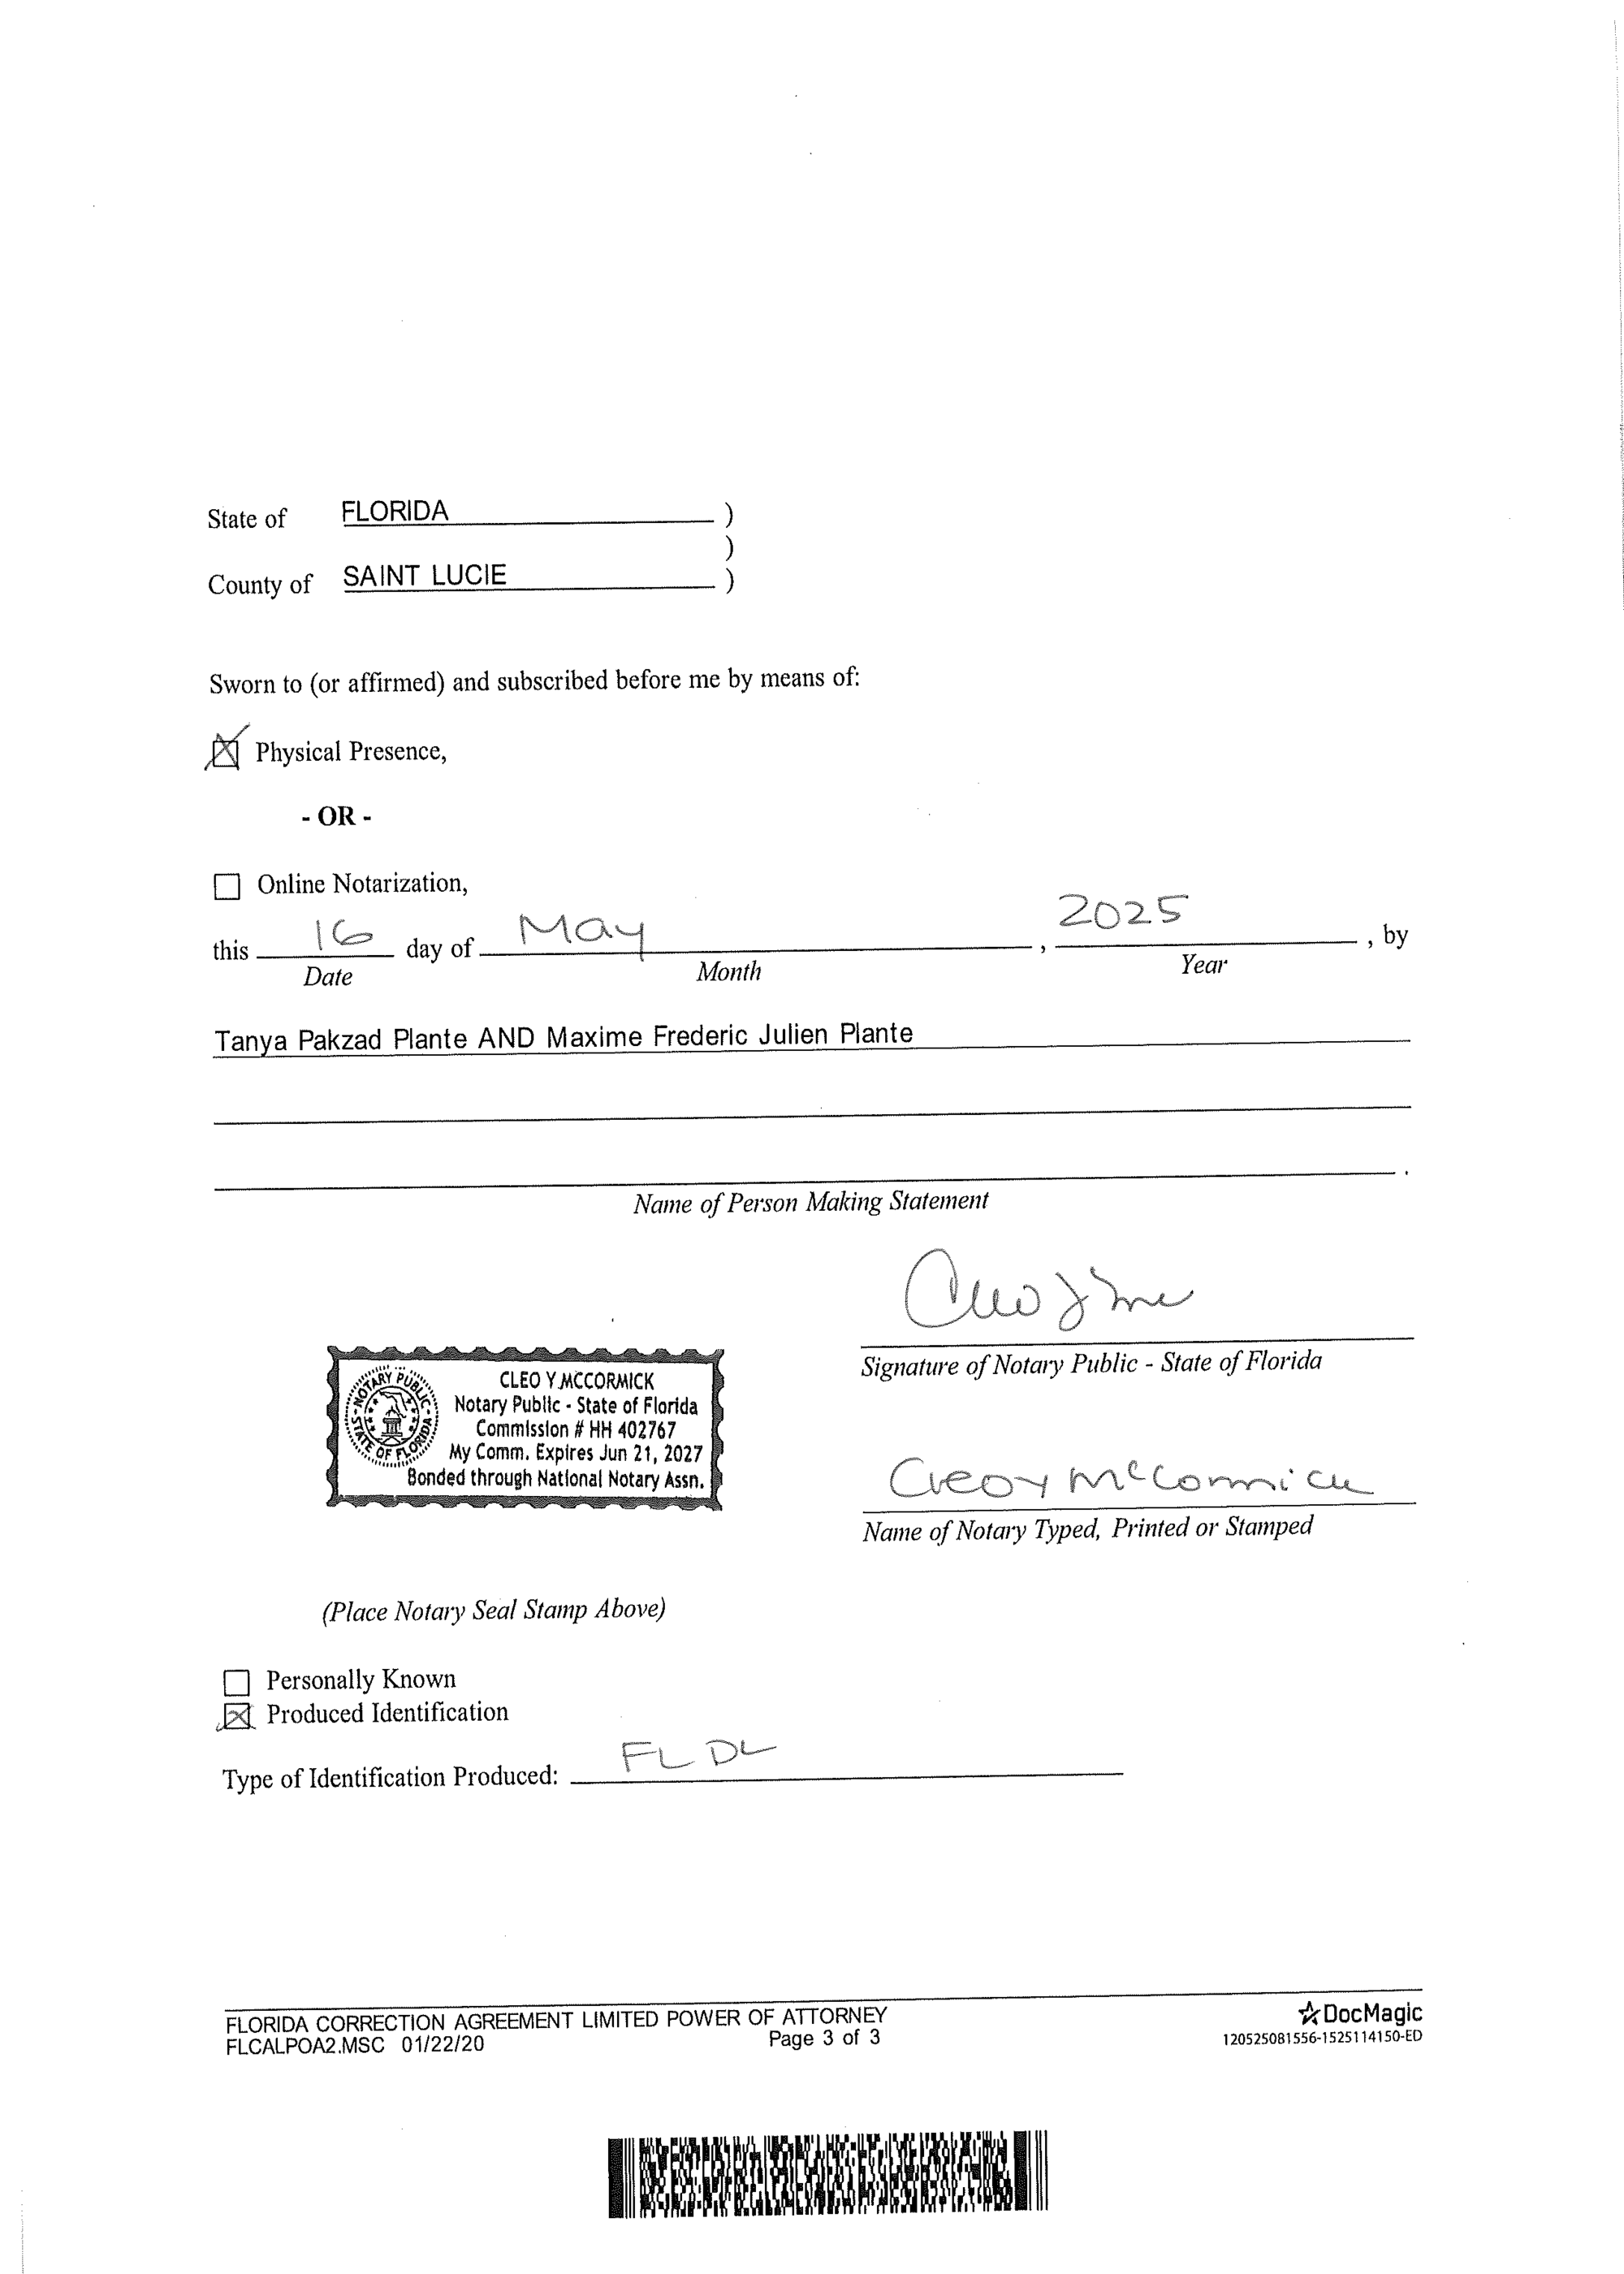 State of FLORIDA )
)
County of SAINT LUCIE )
Sworn to (or affirmed) and subscribed before me by means of:
Physical Presence,
- OR -
Online Notarization,
this 16 day of May , 2025 , by
Date Month Year
Tanya Pakzad Plante AND Maxime Frederic Julien Plante
.
Name of Person Making Statement
Signature of Notary Public - State of Florida
NOTARY PUBLIC
STATE OF FLORIDA
CLEO Y MCCORMICK
Notary Public - State of Florida
Commission # HH 402767
My Comm. Expires Jun 21, 2027
Bonded through National Notary Assn.
Cleo Y McCormick
Name of Notary Typed, Printed or Stamped
(Place Notary Seal Stamp Above)
Personally Known
Produced Identification
Type of Identification Produced: FL DL
FLORIDA CORRECTION AGREEMENT LIMITED POWER OF ATTORNEY
FLCALPOA2.MSC 01/22/20 Page 3 of 3
DocMagic
120525081556-1525114150-ED